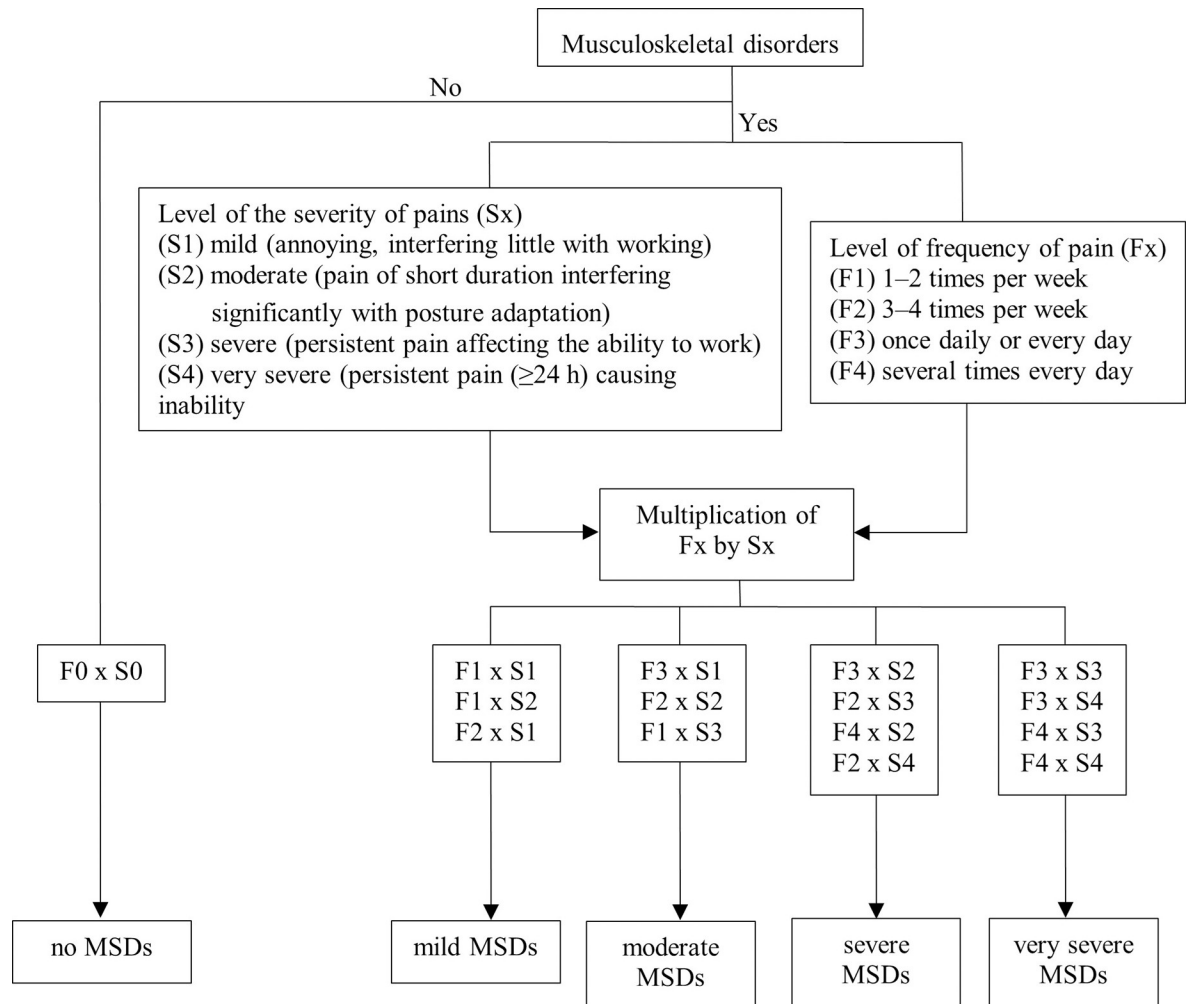 Musculoskeletal disorders
No
Yes
Level of the severity of pains (Sx)
(S1) mild (annoying, interfering little with working)
(S2) moderate (pain of short duration interfering
significantly with posture adaptation)
(S3) severe (persistent pain affecting the ability to work)
(S4) very severe (persistent pain (≥24 h) causing
inability
Level of frequency of pain (Fx)
(F1) 1–2 times per week
(F2) 3–4 times per week
(F3) once daily or every day
(F4) several times every day
Multiplication of
Fx by Sx
F0 x S0
F1 x S1
F1 x S2
F2 x S1
F3 x S1
F2 x S2
F1 x S3
F3 x S2
F2 x S3
F4 x S2
F2 x S4
F3 x S3
F3 x S4
F4 x S3
F4 x S4
no MSDs
mild MSDs
moderate
MSDs
severe
MSDs
very severe
MSDs